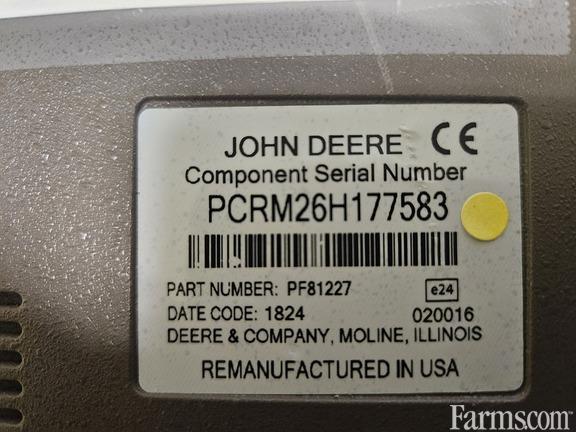 JOHN DEERE CE
Component Serial Number
PCRM26H177583
PART NUMBER: PF81227 e24
DATE CODE: 1824 020016
DEERE & COMPANY, MOLINE, ILLINOIS
REMANUFACTURED IN USA
Farms.com